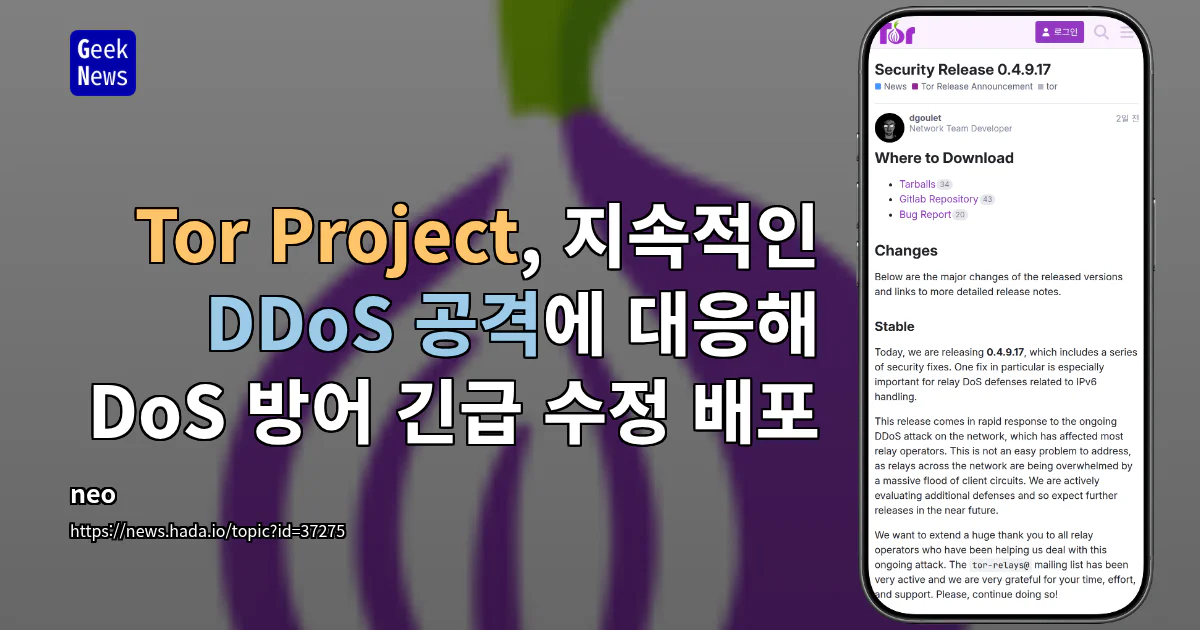 Geek
News
Tor Project, 지속적인
DDoS 공격에 대응해
DoS 방어 긴급 수정 배포
neo
https://news.hada.io/topic?id=37275
Tor
로그인
Security Release 0.4.9.17
News Tor Release Announcement tor
dgoulet
Network Team Developer
2일 전
Where to Download
Tarballs 34
Gitlab Repository 43
Bug Report 20
Changes
Below are the major changes of the released versions
and links to more detailed release notes.
Stable
Today, we are releasing 0.4.9.17, which includes a series
of security fixes. One fix in particular is especially
important for relay DoS defenses related to IPv6
handling.
This release comes in rapid response to the ongoing
DDoS attack on the network, which has affected most
relay operators. This is not an easy problem to address,
as relays across the network are being overwhelmed by
a massive flood of client circuits. We are actively
evaluating additional defenses and so expect further
releases in the near future.
We want to extend a huge thank you to all relay
operators who have been helping us deal with this
ongoing attack. The tor-relays@ mailing list has been
very active and we are very grateful for your time, effort,
and support. Please, continue doing so!